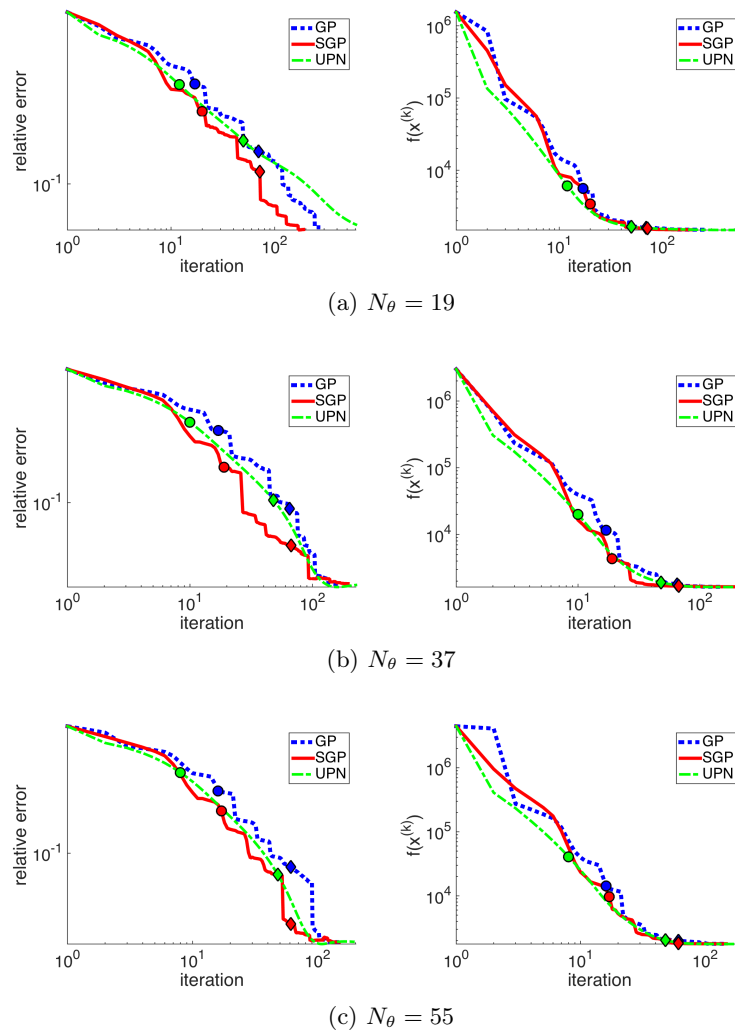 relative error
GP
SGP
UPN
10^{-1}
10^{0}
10^{1}
10^{2}
iteration
f(x^{(k)})
GP
SGP
UPN
10^{6}
10^{5}
10^{4}
10^{0}
10^{1}
10^{2}
iteration
(a) N_θ = 19
relative error
GP
SGP
UPN
10^{-1}
10^{0}
10^{1}
10^{2}
iteration
f(x^{(k)})
GP
SGP
UPN
10^{6}
10^{5}
10^{4}
10^{0}
10^{1}
10^{2}
iteration
(b) N_θ = 37
relative error
GP
SGP
UPN
10^{-1}
10^{0}
10^{1}
10^{2}
iteration
f(x^{(k)})
GP
SGP
UPN
10^{6}
10^{5}
10^{4}
10^{0}
10^{1}
10^{2}
iteration
(c) N_θ = 55